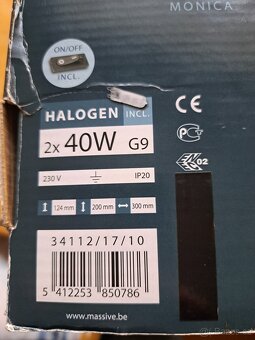 MONICA
ON/OFF
INCL.
HALOGEN INCL.
2x 40W G9
230 V IP20
124 mm 200 mm 300 mm
34112/17/10
5 412253 850786
www.massive.be
CE
02